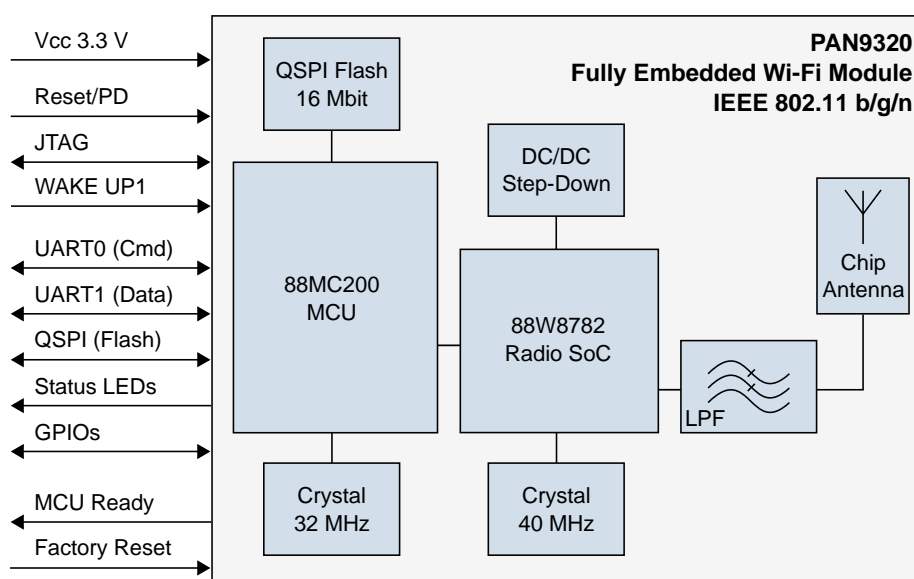 Vcc 3.3 V
Reset/PD
JTAG
WAKE UP1
UART0 (Cmd)
UART1 (Data)
QSPI (Flash)
Status LEDs
GPIOs
MCU Ready
Factory Reset
PAN9320
Fully Embedded Wi-Fi Module
IEEE 802.11 b/g/n
QSPI Flash
16 Mbit
DC/DC
Step-Down
88MC200
MCU
88W8782
Radio SoC
Chip
Antenna
LPF
Crystal
32 MHz
Crystal
40 MHz